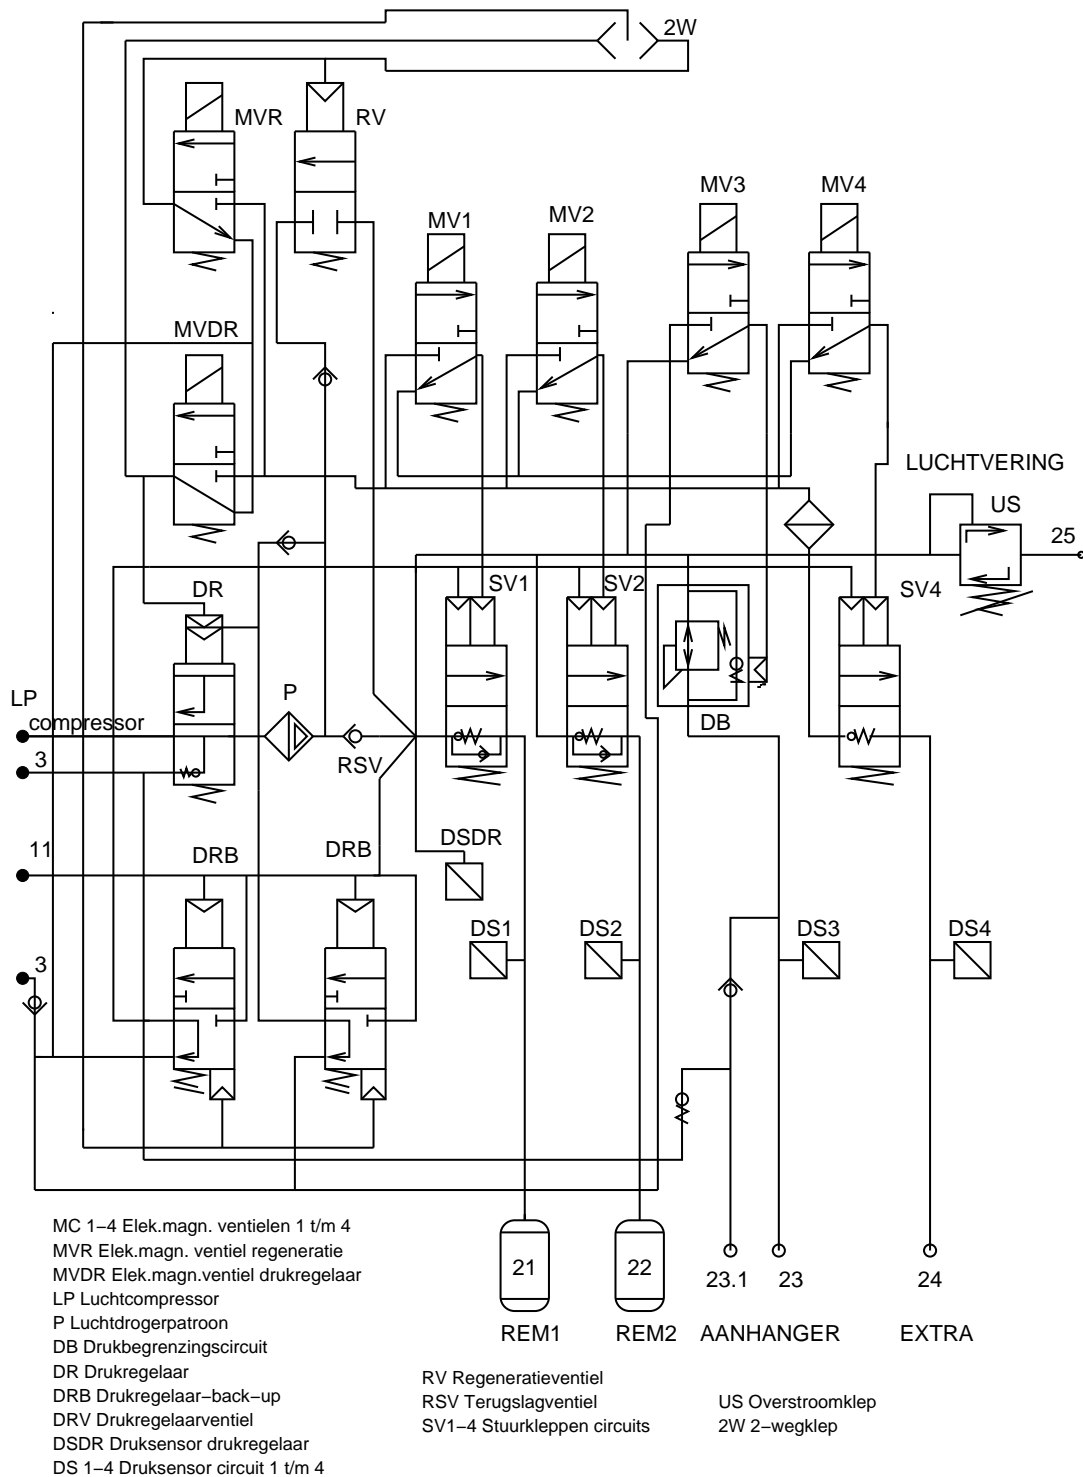 2W
MVR
RV
MV3
MV4
MV1
MV2
MVDR
LUCHTVERING
US
25
DR
SV1
SV2
SV4
LP
compressor
P
3
RSV
DB
11
DRB
DRB
DSDR
DS1
DS2
DS3
DS4
3
21
22
23.1
23
24
REM1
REM2
AANHANGER
EXTRA
MC 1–4 Elek.magn. ventielen 1 t/m 4
MVR Elek.magn. ventiel regeneratie
MVDR Elek.magn.ventiel drukregelaar
LP Luchtcompressor
P Luchtdrogerpatroon
DB Drukbegrenzingscircuit
DR Drukregelaar
DRB Drukregelaar–back–up
DRV Drukregelaarventiel
DSDR Druksensor drukregelaar
DS 1–4 Druksensor circuit 1 t/m 4
RV Regeneratieventiel
RSV Terugslagventiel
SV1–4 Stuurkleppen circuits
US Overstroomklep
2W 2–wegklep